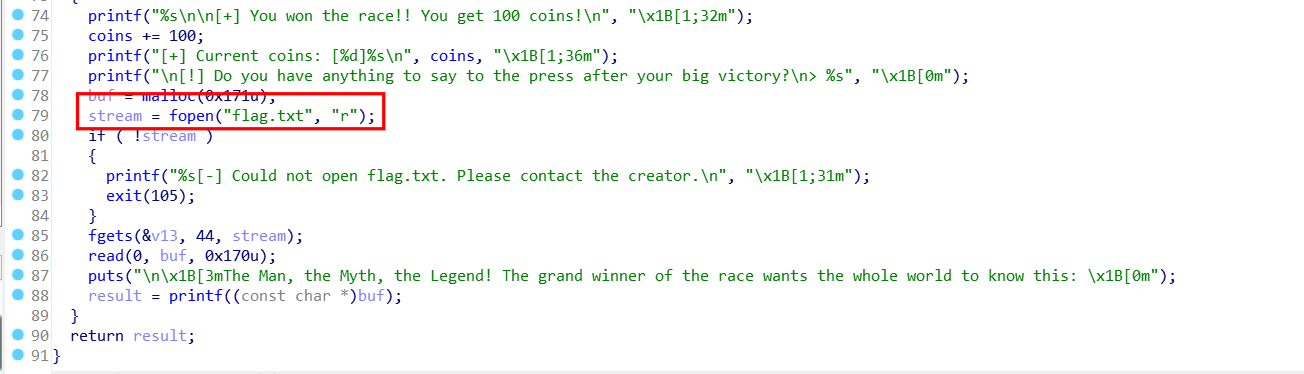 74 printf("%s\n\n[+] You won the race!! You get 100 coins!\n", "\x1B[1;32m");
75 coins += 100;
76 printf("[+] Current coins: [%d]%s\n", coins, "\x1B[1;36m");
77 printf("\n[!] Do you have anything to say to the press after your big victory?\n> %s", "\x1B[0m");
78 buf = malloc(0x171u);
79 stream = fopen("flag.txt", "r");
80 if ( !stream )
81 {
82 printf("%s[-] Could not open flag.txt. Please contact the creator.\n", "\x1B[1;31m");
83 exit(105);
84 }
85 fgets(&v13, 44, stream);
86 read(0, buf, 0x170u);
87 puts("\n\x1B[3mThe Man, the Myth, the Legend! The grand winner of the race wants the whole world to know this: \x1B[0m");
88 result = printf((const char *)buf);
89 }
90 return result;
91 }